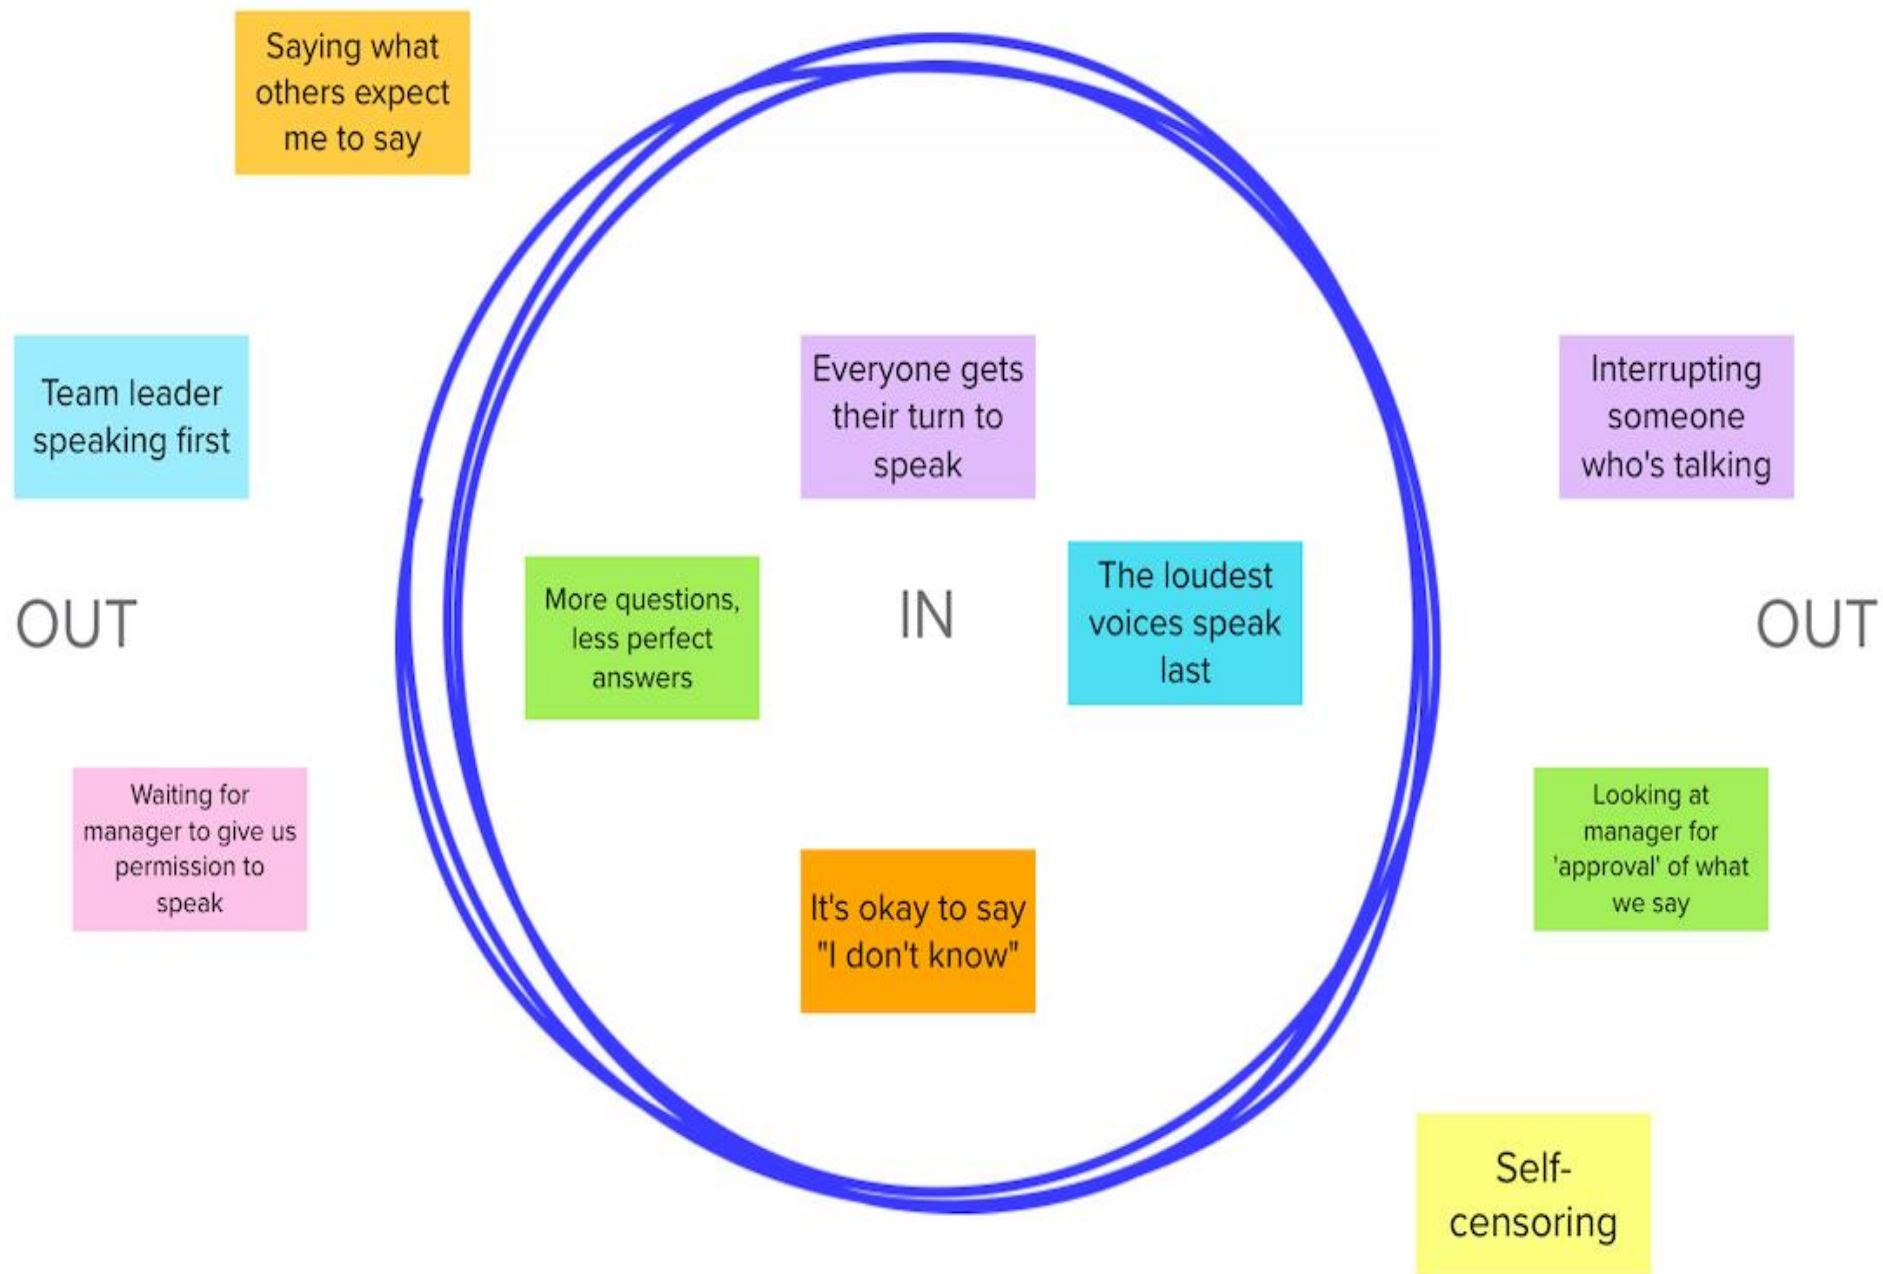 Saying what
others expect
me to say
Team leader
speaking first
Everyone gets
their turn to
speak
Interrupting
someone
who's talking
OUT
More questions,
less perfect
answers
IN
The loudest
voices speak
last
OUT
Waiting for
manager to give us
permission to
speak
It's okay to say
"I don't know"
Looking at
manager for
'approval' of what
we say
Self-
censoring